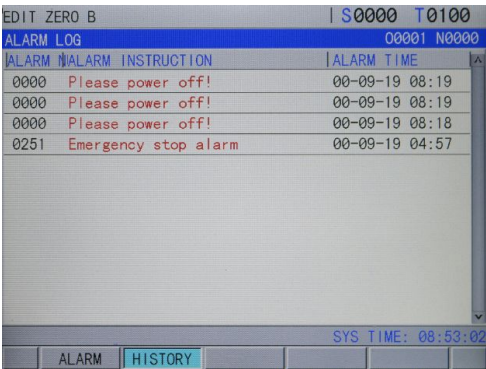 EDIT ZERO B S0000 T0100
ALARM LOG O0001 N0000
ALARM N ALARM INSTRUCTION ALARM TIME
0000 Please power off! 00-09-19 08:19
0000 Please power off! 00-09-19 08:19
0000 Please power off! 00-09-19 08:18
0251 Emergency stop alarm 00-09-19 04:57
SYS TIME: 08:53:02
ALARM HISTORY